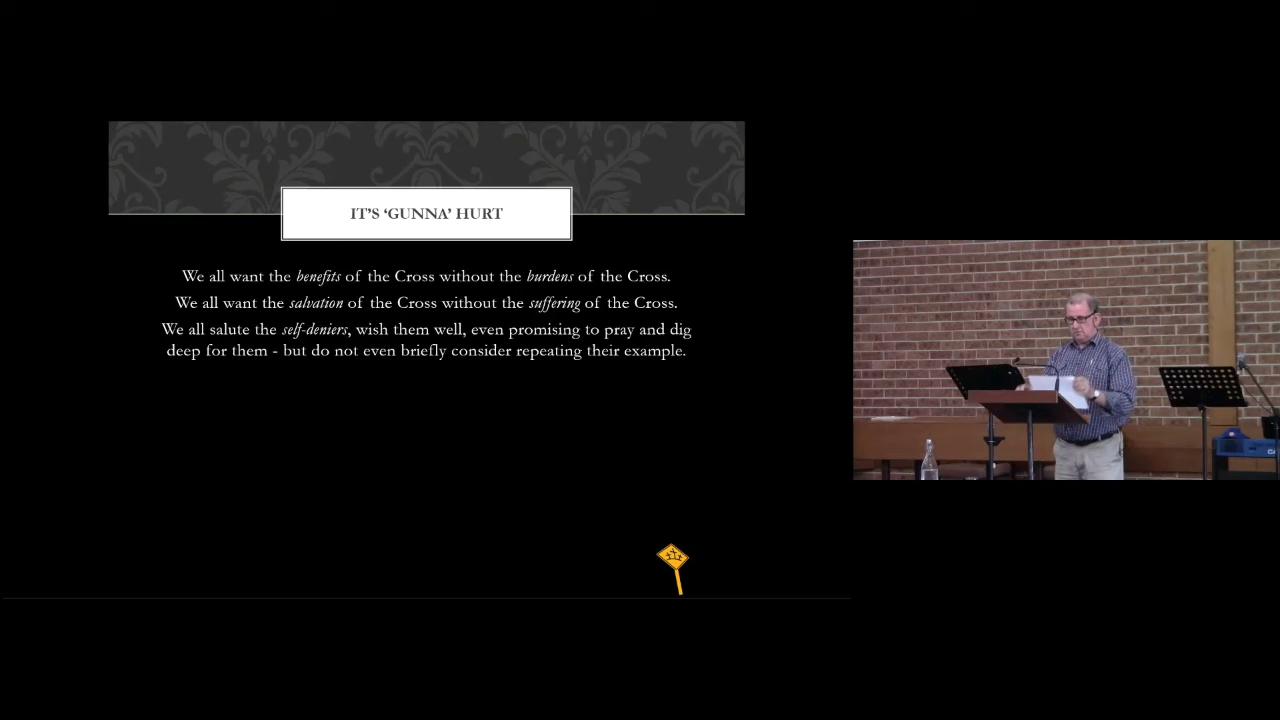 IT'S ‘GUNNA’ HURT
We all want the benefits of the Cross without the burdens of the Cross.
We all want the salvation of the Cross without the suffering of the Cross.
We all salute the self-deniers, wish them well, even promising to pray and dig
deep for them - but do not even briefly consider repeating their example.